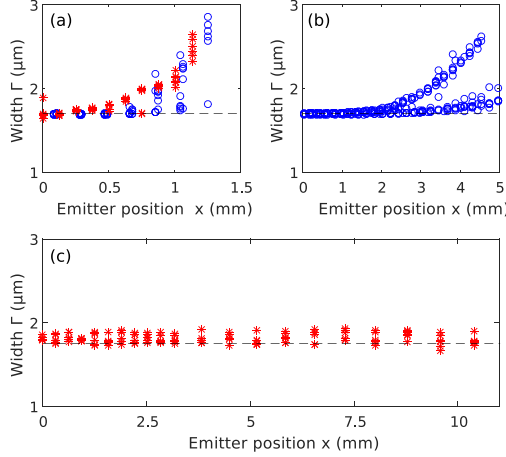 (a)
3
2
1
Width Γ (μm)
0
0.5
1
1.5
Emitter position x (mm)
(b)
3
2
1
Width Γ (μm)
0
1
2
3
4
5
Emitter position x (mm)
(c)
3
2
1
Width Γ (μm)
0
2.5
5
7.5
10
Emitter position x (mm)